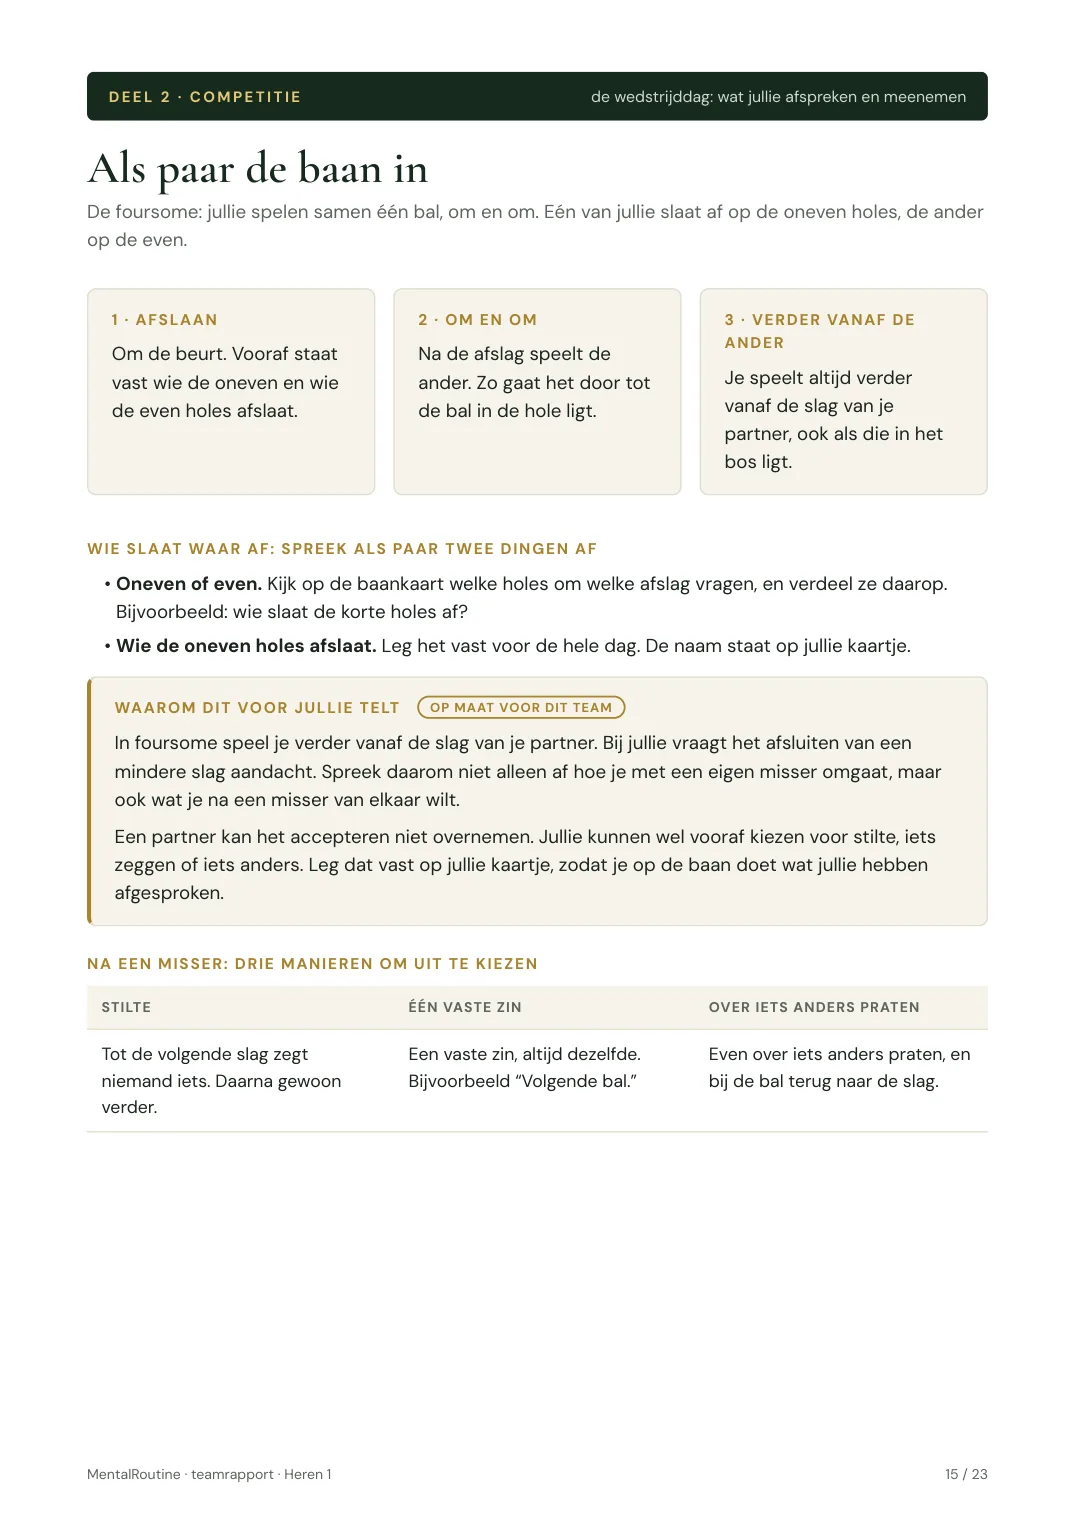 DEEL 2 · COMPETITIE
de wedstrijddag: wat jullie afspreken en meenemen
Als paar de baan in
De foursome: jullie spelen samen één bal, om en om. Eén van jullie slaat af op de oneven holes, de ander
op de even.
1 · AFSLAAN
Om de beurt. Vooraf staat
vast wie de oneven en wie
de even holes afslaat.
2 · OM EN OM
Na de afslag speelt de
ander. Zo gaat het door tot
de bal in de hole ligt.
3 · VERDER VANAF DE
ANDER
Je speelt altijd verder
vanaf de slag van je
partner, ook als die in het
bos ligt.
WIE SLAAT WAAR AF: SPREEK ALS PAAR TWEE DINGEN AF
• Oneven of even. Kijk op de baankaart welke holes om welke afslag vragen, en verdeel ze daarop.
Bijvoorbeeld: wie slaat de korte holes af?
• Wie de oneven holes afslaat. Leg het vast voor de hele dag. De naam staat op jullie kaartje.
WAAROM DIT VOOR JULLIE TELT
OP MAAT VOOR DIT TEAM
In foursome speel je verder vanaf de slag van je partner. Bij jullie vraagt het afsluiten van een
mindere slag aandacht. Spreek daarom niet alleen af hoe je met een eigen misser omgaat, maar
ook wat je na een misser van elkaar wilt.
Een partner kan het accepteren niet overnemen. Jullie kunnen wel vooraf kiezen voor stilte, iets
zeggen of iets anders. Leg dat vast op jullie kaartje, zodat je op de baan doet wat jullie hebben
afgesproken.
NA EEN MISSER: DRIE MANIEREN OM UIT TE KIEZEN
STILTE
Tot de volgende slag zegt
niemand iets. Daarna gewoon
verder.
ÉÉN VASTE ZIN
Een vaste zin, altijd dezelfde.
Bijvoorbeeld “Volgende bal.”
OVER IETS ANDERS PRATEN
Even over iets anders praten, en
bij de bal terug naar de slag.
MentalRoutine · teamrapport · Heren 1
15 / 23